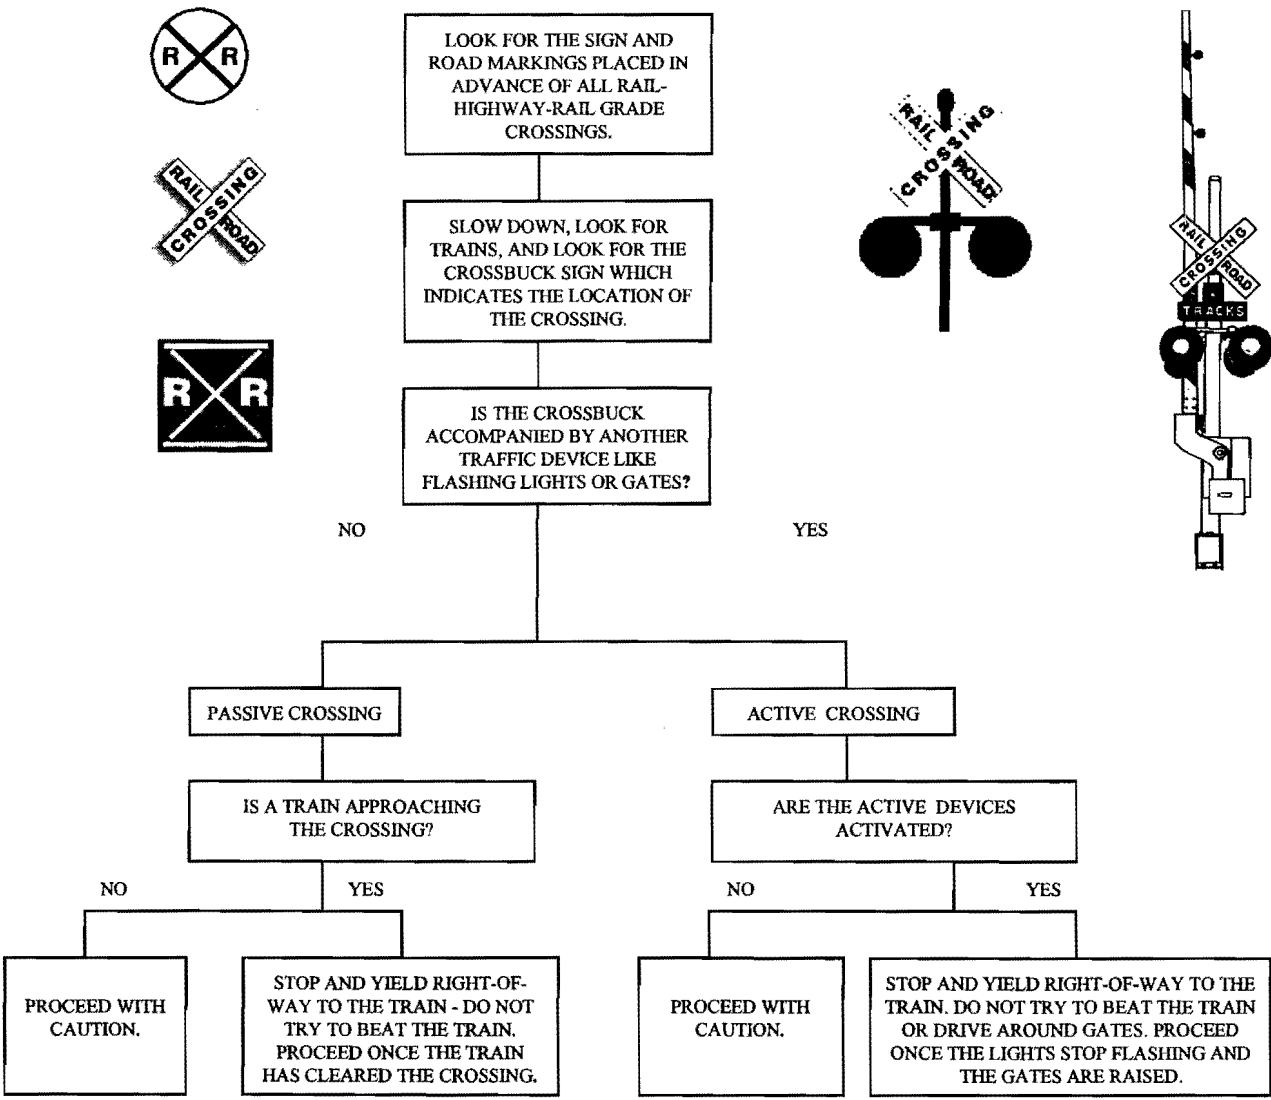 R R
LOOK FOR THE SIGN AND
ROAD MARKINGS PLACED IN
ADVANCE OF ALL RAIL-
HIGHWAY-RAIL GRADE
CROSSINGS.
RAIL ROAD
CROSSING
RAIL ROAD
CROSSING
SLOW DOWN, LOOK FOR
TRAINS, AND LOOK FOR THE
CROSSBUCK SIGN WHICH
INDICATES THE LOCATION OF
THE CROSSING.
RAIL ROAD
CROSSING
TRACKS
R R
IS THE CROSSBUCK
ACCOMPANIED BY ANOTHER
TRAFFIC DEVICE LIKE
FLASHING LIGHTS OR GATES?
NO
YES
PASSIVE CROSSING
ACTIVE CROSSING
IS A TRAIN APPROACHING
THE CROSSING?
ARE THE ACTIVE DEVICES
ACTIVATED?
NO
YES
NO
YES
PROCEED WITH
CAUTION.
STOP AND YIELD RIGHT-OF-
WAY TO THE TRAIN - DO NOT
TRY TO BEAT THE TRAIN.
PROCEED ONCE THE TRAIN
HAS CLEARED THE CROSSING.
PROCEED WITH
CAUTION.
STOP AND YIELD RIGHT-OF-WAY TO THE
TRAIN. DO NOT TRY TO BEAT THE TRAIN
OR DRIVE AROUND GATES. PROCEED
ONCE THE LIGHTS STOP FLASHING AND
THE GATES ARE RAISED.